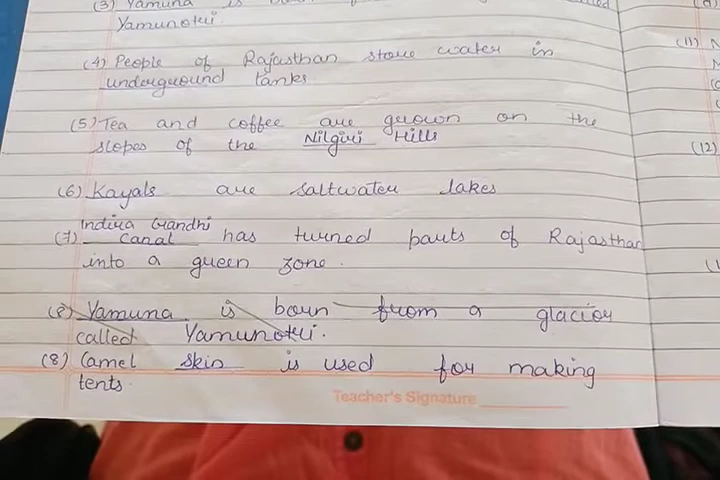 (3) Yamuna is
Yamunotri.
(4) People of Rajasthan store water in
underground tanks
(5) Tea and coffee are grown on the
slopes of the Nilgiri Hills
(6) Kayals are saltwater lakes
Indira Gandhi
(7) canal has turned parts of Rajasthan
into a green zone.
(8) Yamuna is born from a glacier
called Yamunotri.
(8) Camel skin is used for making
tents.
Teacher's Signature
(11)
(12)